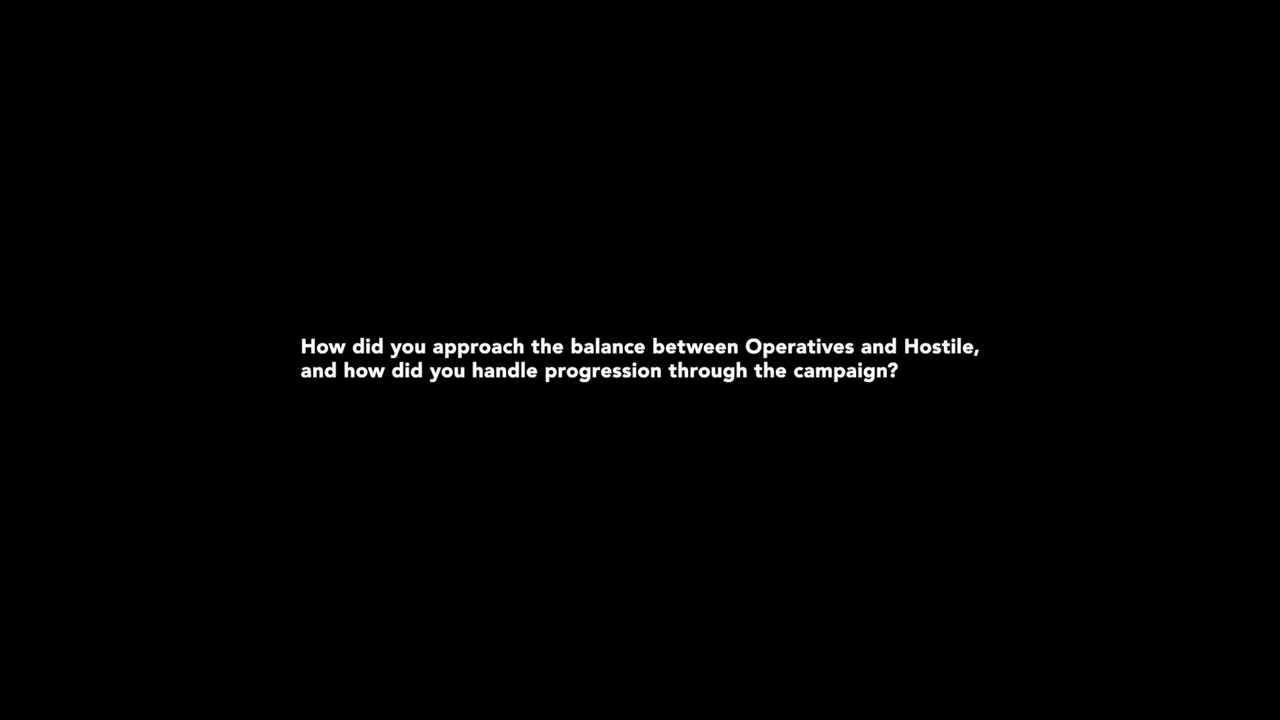 How did you approach the balance between Operatives and Hostile,
and how did you handle progression through the campaign?